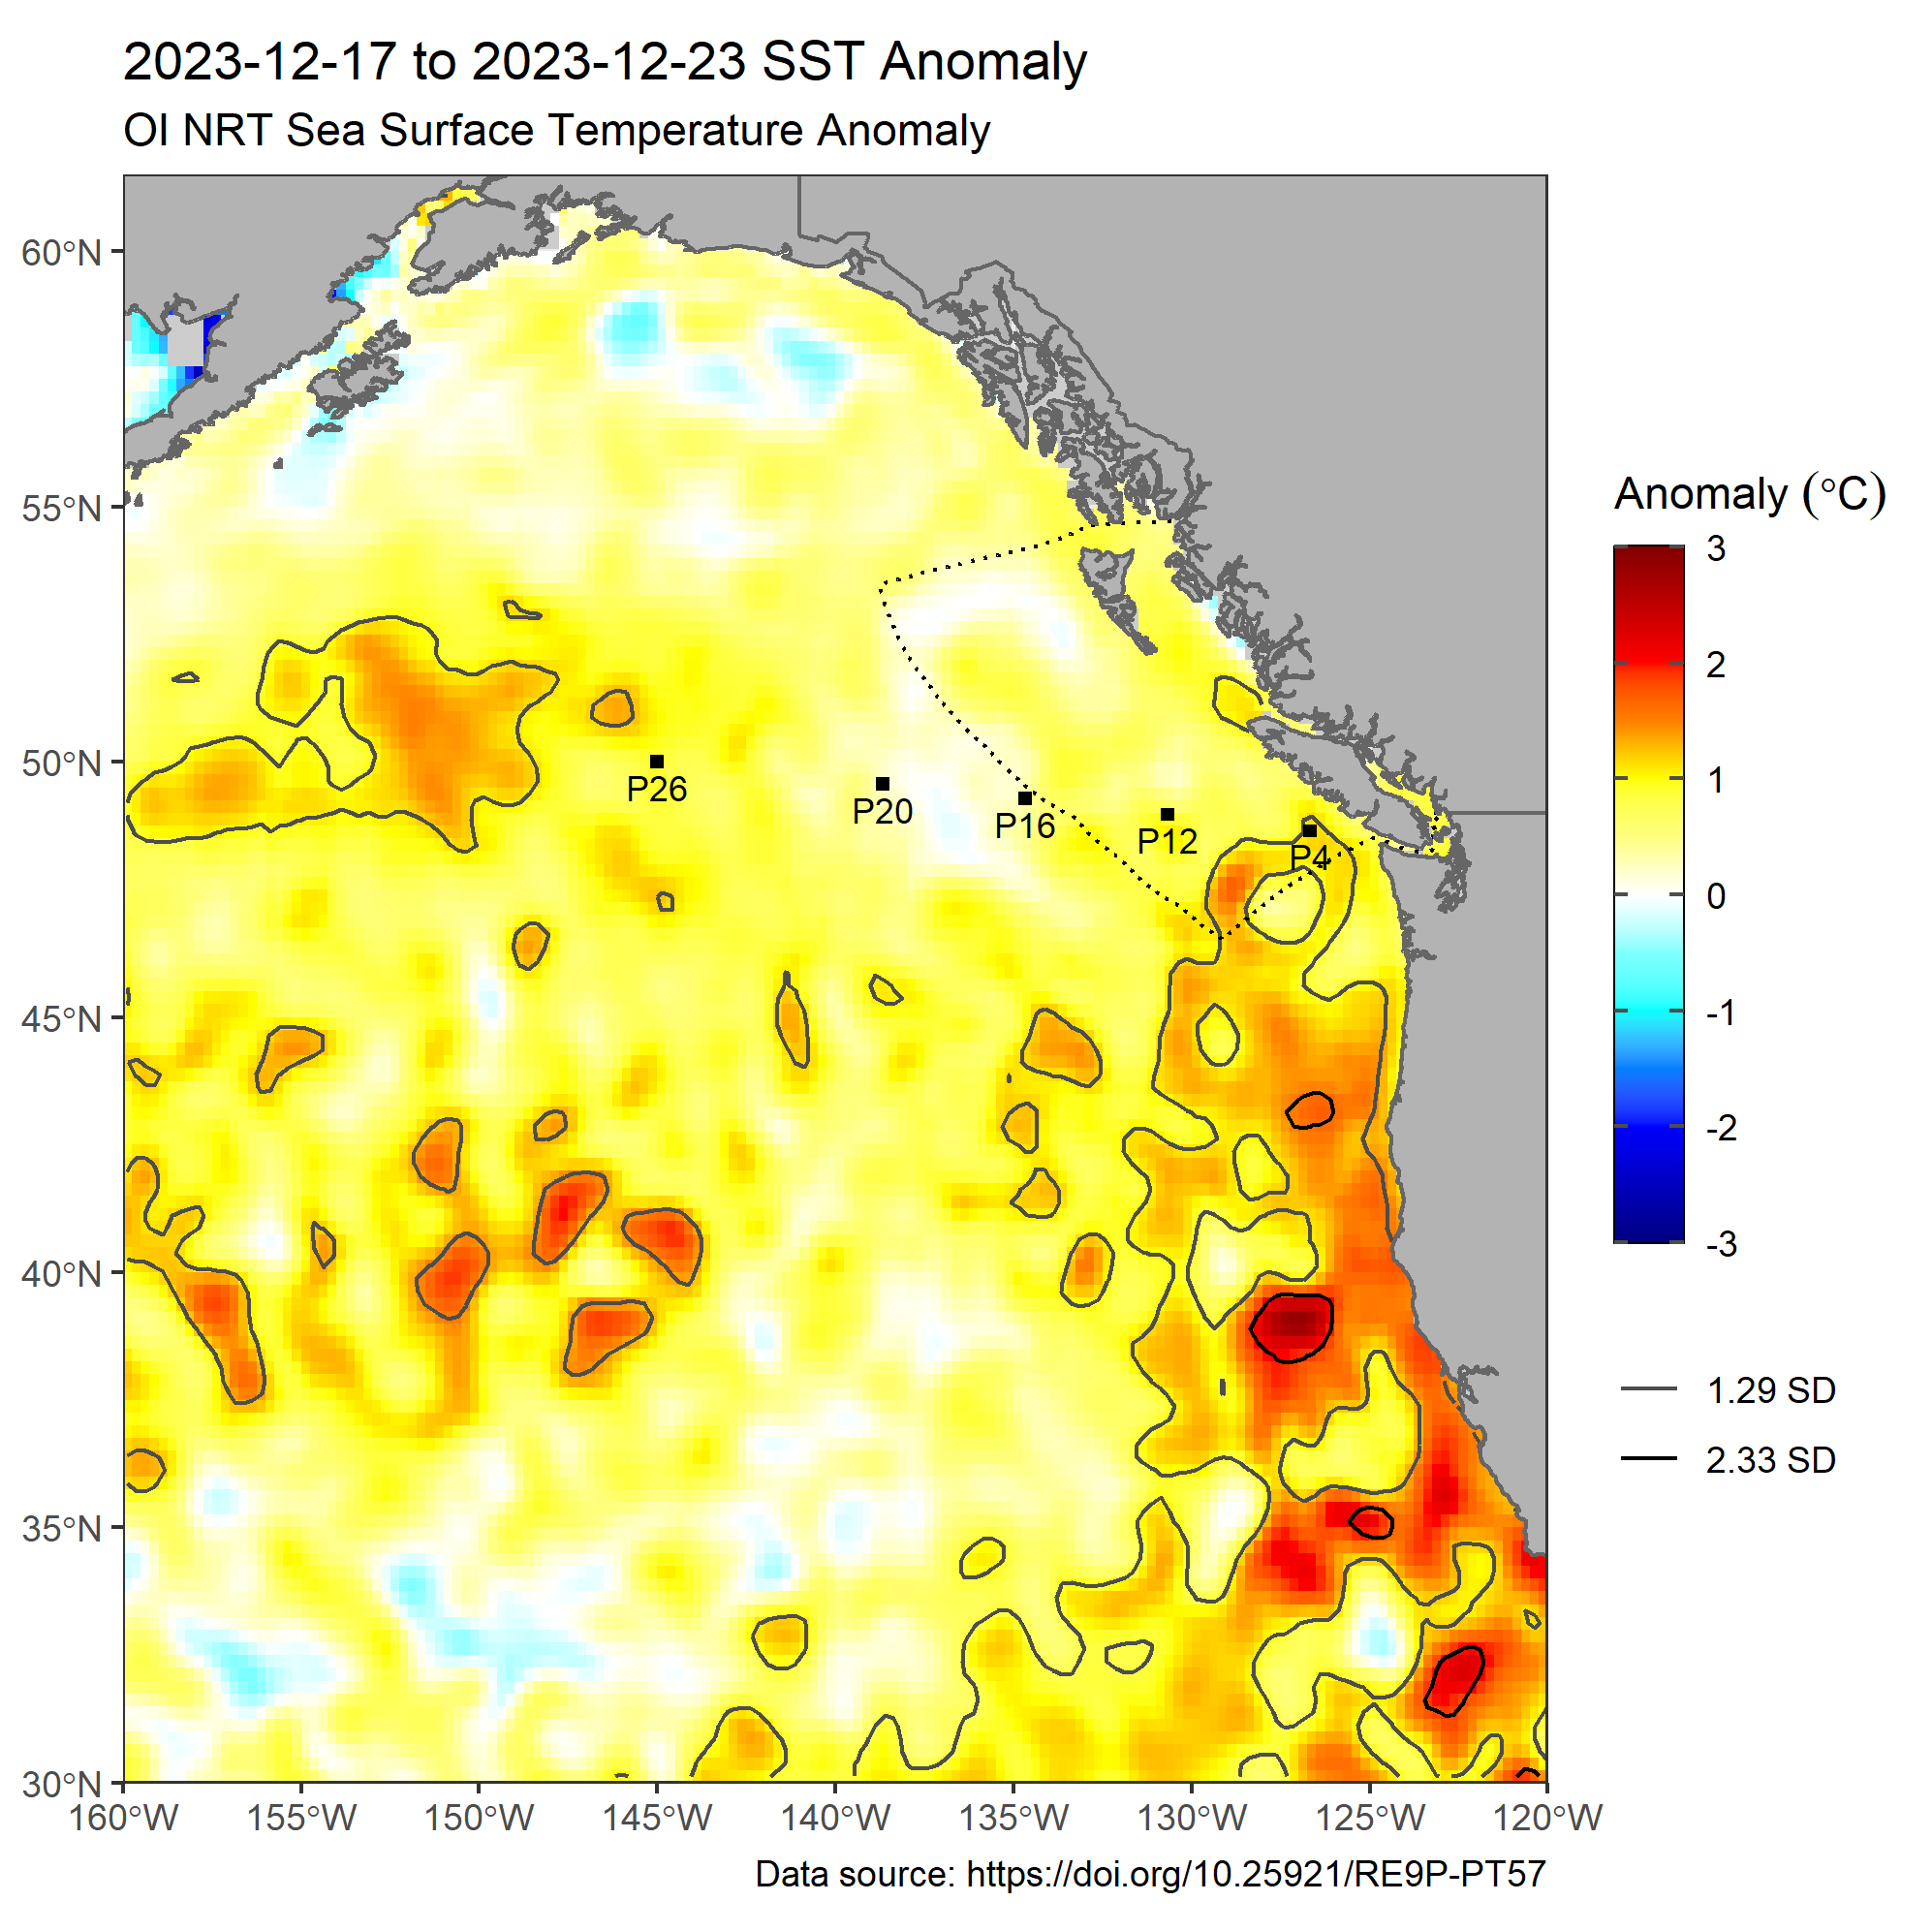 2023-12-17 to 2023-12-23 SST Anomaly
OI NRT Sea Surface Temperature Anomaly
60°N
55°N
50°N
45°N
40°N
35°N
30°N
P26
P20
P16
P12
P4
160°W 155°W 150°W 145°W 140°W 135°W 130°W 125°W 120°W
Anomaly (°C)
3
2
1
0
-1
-2
-3
1.29 SD
2.33 SD
Data source: https://doi.org/10.25921/RE9P-PT57